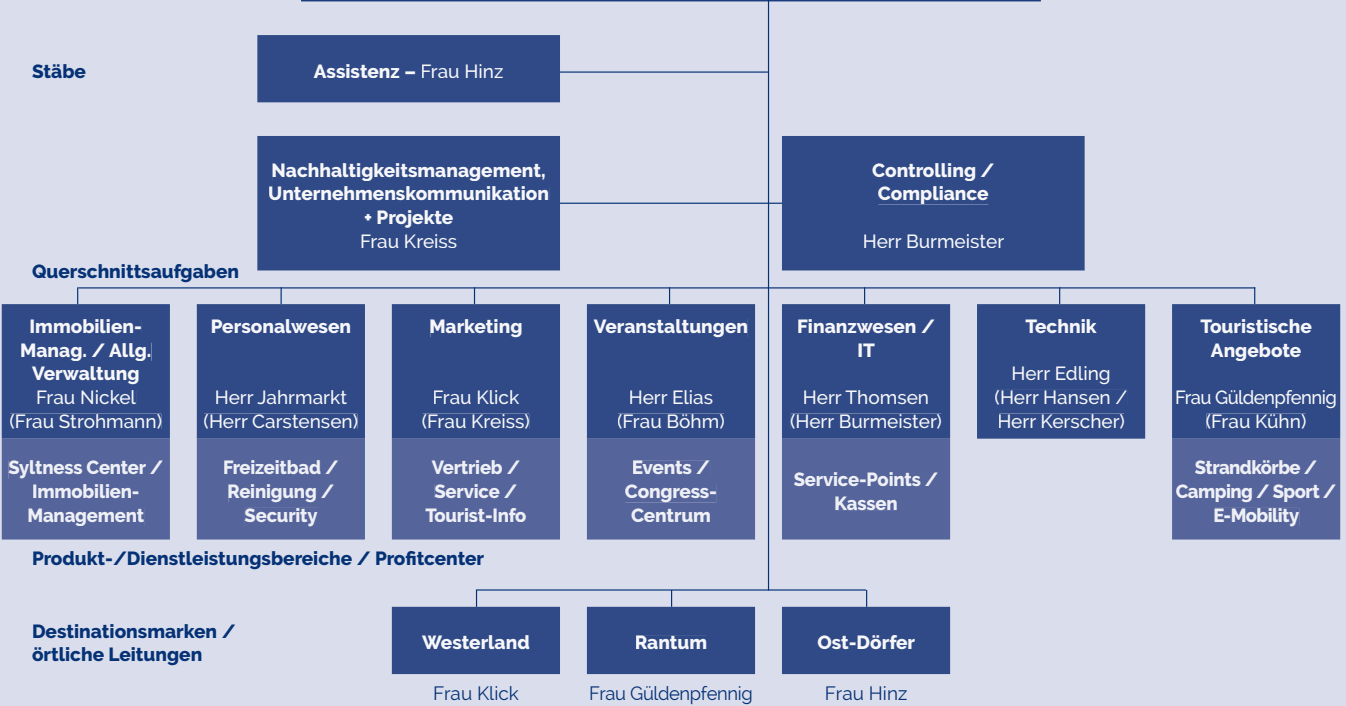 Stäbe
Assistenz – Frau Hinz
Nachhaltigkeitsmanagement,
Unternehmenskommunikation
+ Projekte
Frau Kreiss
Controlling /
Compliance
Herr Burmeister
Querschnittsaufgaben
Immobilien-
Manag. / Allg.
Verwaltung
Frau Nickel
(Frau Strohmann)
Personalwesen
Herr Jahrmarkt
(Herr Carstensen)
Marketing
Frau Klick
(Frau Kreiss)
Veranstaltungen
Herr Elias
(Frau Böhm)
Finanzwesen /
IT
Herr Thomsen
(Herr Burmeister)
Technik
Herr Edling
(Herr Hansen /
Herr Kerscher)
Touristische
Angebote
Frau Güldenpfennig
(Frau Kühn)
Syltness Center /
Immobilien-
Management
Freizeitbad /
Reinigung /
Security
Vertrieb /
Service /
Tourist-Info
Events /
Congress-
Centrum
Service-Points /
Kassen
Strandkörbe /
Camping / Sport /
E-Mobility
Produkt-/Dienstleistungsbereiche / Profitcenter
Destinationsmarken /
örtliche Leitungen
Westerland
Frau Klick
Rantum
Frau Güldenpfennig
Ost-Dörfer
Frau Hinz